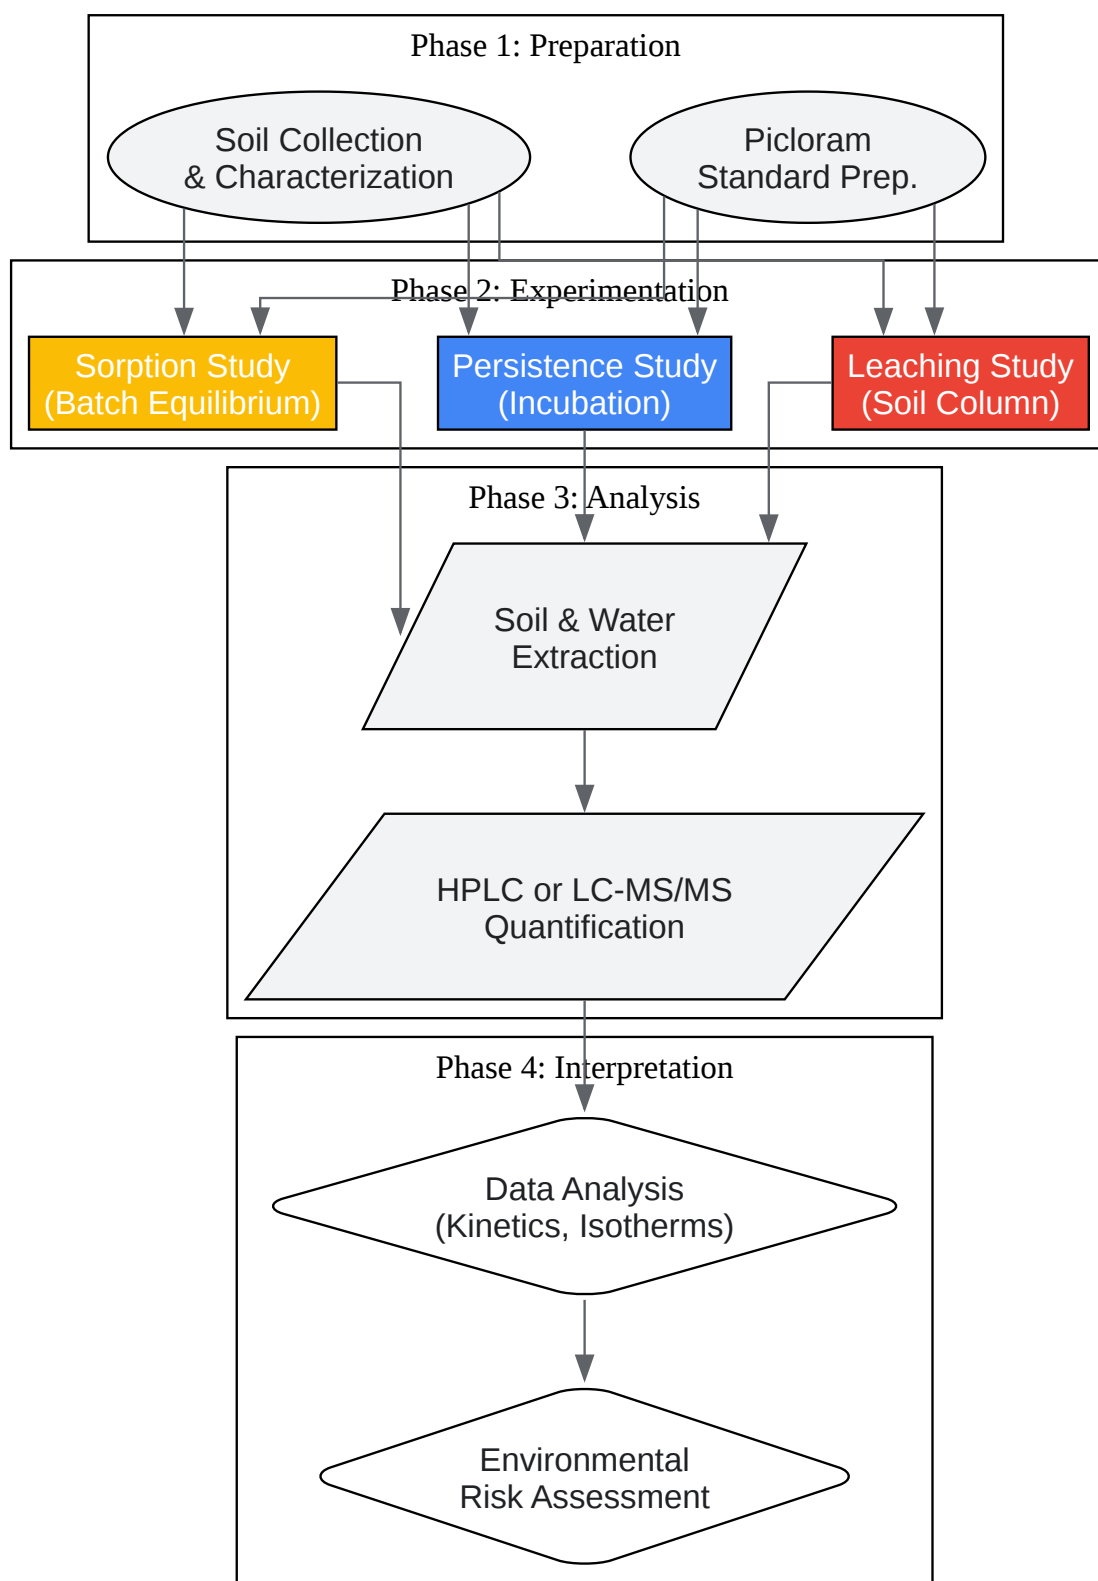 Phase 1: Preparation
Soil Collection
& Characterization
Picloram
Standard Prep.
Phase 2: Experimentation
Sorption Study
(Batch Equilibrium)
Persistence Study
(Incubation)
Leaching Study
(Soil Column)
Phase 3: Analysis
Soil & Water
Extraction
HPLC or LC-MS/MS
Quantification
Phase 4: Interpretation
Data Analysis
(Kinetics, Isotherms)
Environmental
Risk Assessment